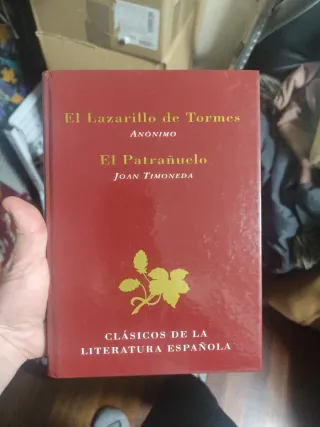 El Lazarillo de Tormes
Anónimo
El Patrañuelo
Joan Timoneda
CLÁSICOS DE LA
LITERATURA ESPAÑOLA